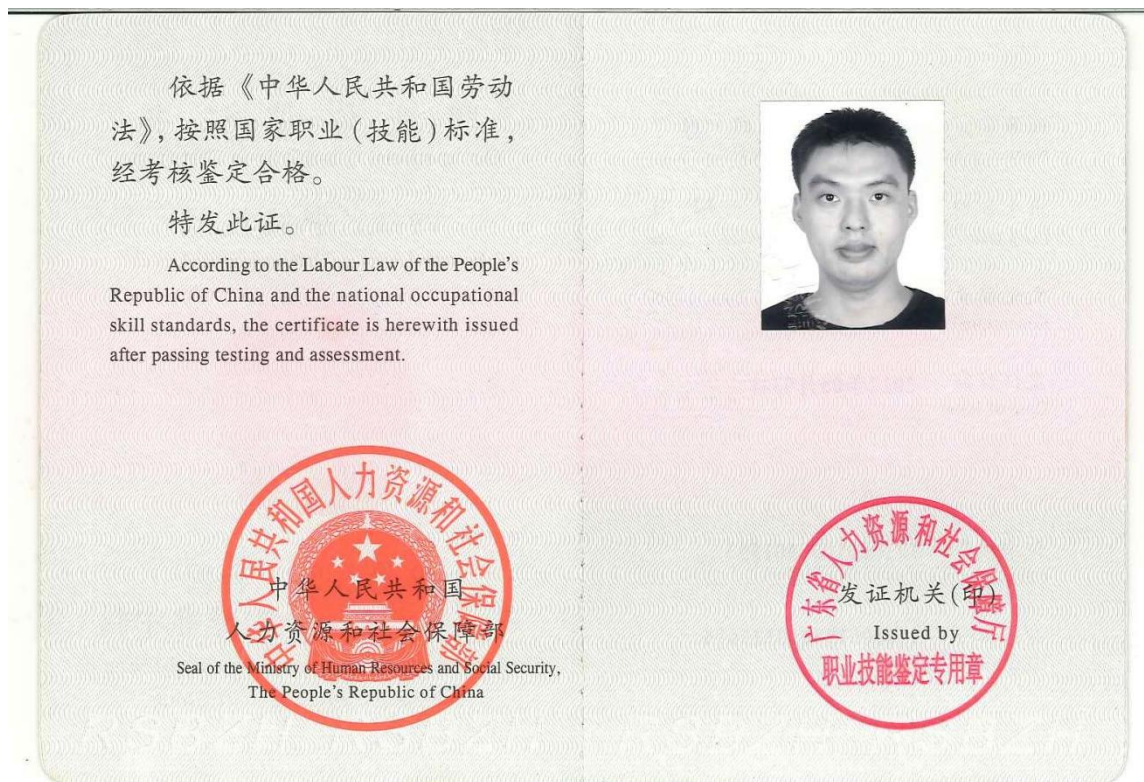 依据《中华人民共和国劳动
法》，按照国家职业（技能）标准，
经考核鉴定合格。
特发此证。
According to the Labour Law of the People's
Republic of China and the national occupational
skill standards, the certificate is herewith issued
after passing testing and assessment.
中华人民共和国人力资源和社会保障部
中华人民共和国
人力资源和社会保障部
Seal of the Ministry of Human Resources and Social Security,
The People's Republic of China
广东省人力资源和社会保障厅
发证机关(印)
Issued by
职业技能鉴定专用章